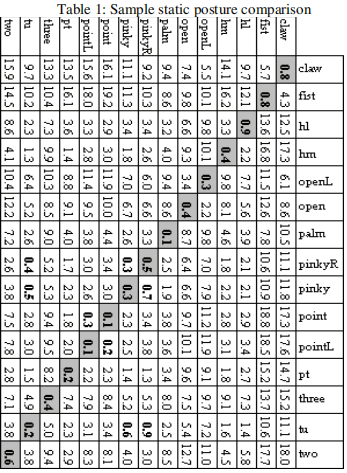 Table 1: Sample static posture comparison
two tu three pt pointL point pinky pinkyR palm open openL hm hl fist claw
15.9 9.7 10.2 13.5 15.6 16.1 11.1 9.2 9.4 7.4 5.5 14.1 9.7 5.7 0.8 claw
14.5 12.2 10.4 16.1 18.0 19.2 11.3 10.3 8.6 9.8 10.1 16.2 12.1 0.8 4.3 fist
8.6 2.3 7.3 3.6 3.3 2.9 3.4 3.4 3.2 6.6 9.8 3.3 0.9 13.6 12.5 hl
4.1 1.3 7.6 1.4 2.8 3.0 1.8 2.6 4.0 9.3 10.1 0.4 2.2 16.8 17.3 hm
10.4 6.4 9.9 8.8 11.4 11.9 7.0 6.0 9.4 3.4 0.3 9.8 7.7 11.5 6.1 openL
12.2 5.2 8.5 9.1 9.5 10.0 6.7 6.6 8.6 0.4 2.2 8.1 5.6 12.6 8.6 open
7.2 2.6 9.0 4.0 3.8 4.4 2.6 3.3 0.1 8.7 9.8 4.6 3.9 7.8 10.5 palm
2.6 0.4 5.2 1.7 3.0 3.4 0.3 0.5 2.5 6.4 7.0 1.8 2.1 10.6 11.1 pinkyR
3.8 0.5 5.3 2.3 2.6 3.0 0.3 0.7 1.9 6.6 7.9 2.2 2.1 10.9 11.8 pinky
7.5 2.8 9.4 1.8 0.3 0.1 2.3 3.4 3.8 9.7 11.2 2.8 2.9 18.8 17.3 point
7.8 3.0 9.5 2.0 0.1 0.2 2.5 3.8 3.6 10.1 11.9 3.1 3.4 18.5 17.6 pointL
2.8 1.5 8.2 0.2 2.2 2.3 1.4 1.3 3.4 9.6 9.1 1.8 2.7 15.2 14.7 pt
7.1 4.9 0.4 7.4 7.9 8.4 5.2 5.3 8.0 7.5 9.7 9.1 7.3 13.7 15.2 three
3.8 0.2 5.0 2.3 3.1 3.4 0.6 0.9 2.5 5.4 7.2 1.6 1.4 10.6 11.1 tu
0.6 3.8 9.4 2.9 8.3 8.1 4.0 3.0 8.5 12.7 11.0 4.5 5.8 17.7 18.0 two